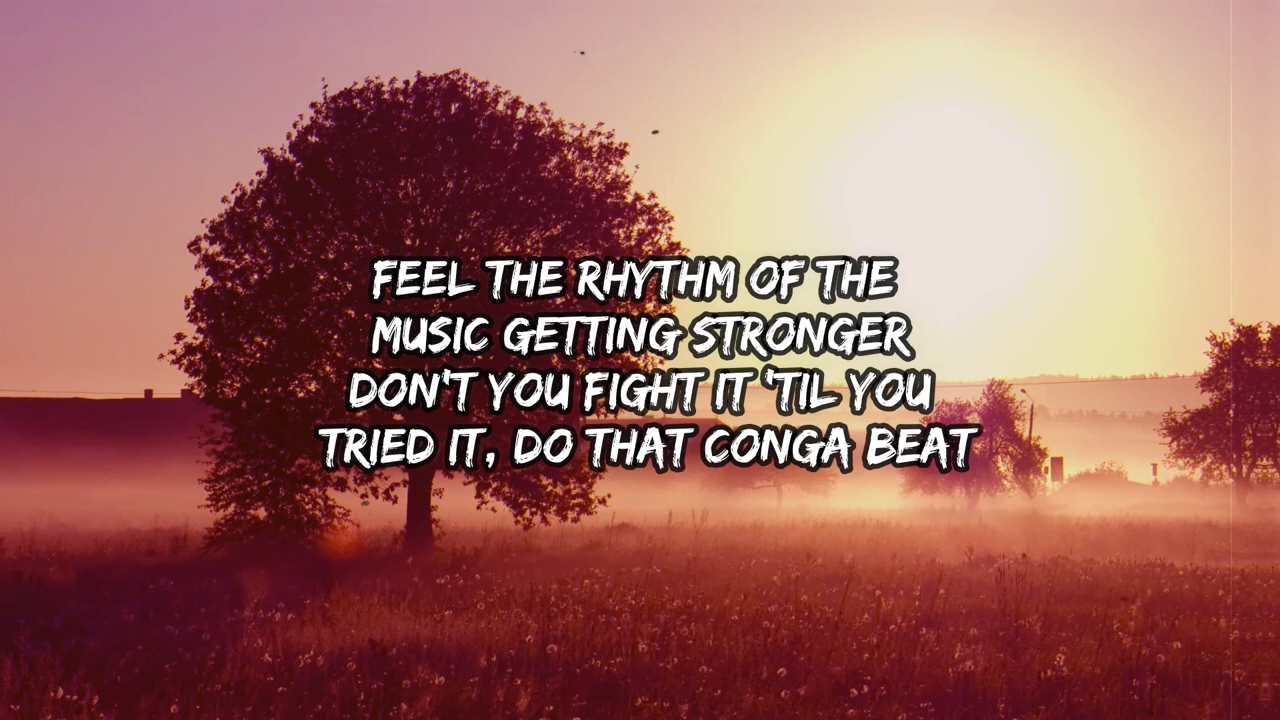 FEEL THE RHYTHM OF THE
MUSIC GETTING STRONGER
DON'T YOU FIGHT IT 'TIL YOU
TRIED IT, DO THAT CONGA BEAT